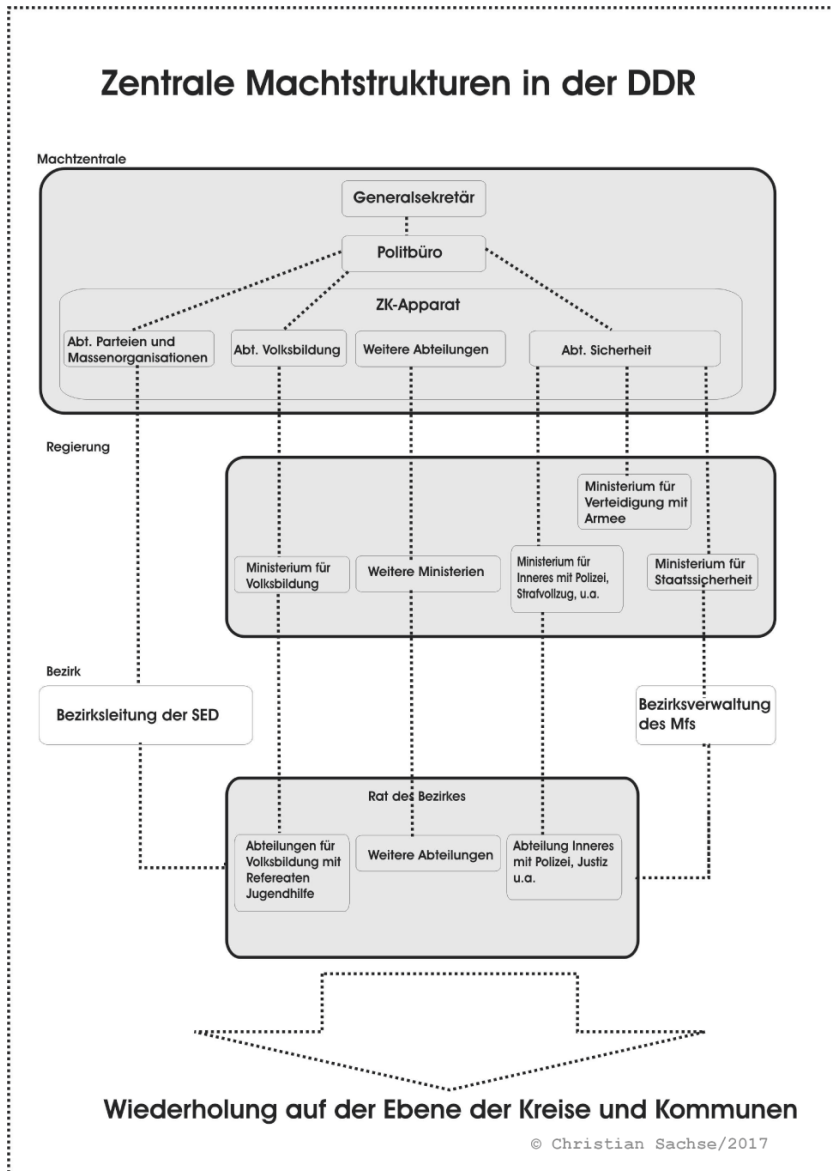 Zentrale Machtstrukturen in der DDR
Machtzentrale
Generalsekretär
Politbüro
ZK-Apparat
Abt. Parteien und
Massenorganisationen
Abt. Volksbildung
Weitere Abteilungen
Abt. Sicherheit
Regierung
Ministerium für
Verteidigung mit
Armee
Ministerium für
Volksbildung
Weitere Ministerien
Ministerium für
Inneres mit Polizei,
Strafvollzug, u.a.
Ministerium für
Staatssicherheit
Bezirk
Bezirksleitung der SED
Bezirksverwaltung
des Mfs
Rat des Bezirkes
Abteilungen für
Volksbildung mit
Refereaten
Jugendhilfe
Weitere Abteilungen
Abteilung Inneres
mit Polizei, Justiz
u.a.
Wiederholung auf der Ebene der Kreise und Kommunen
© Christian Sachse/2017